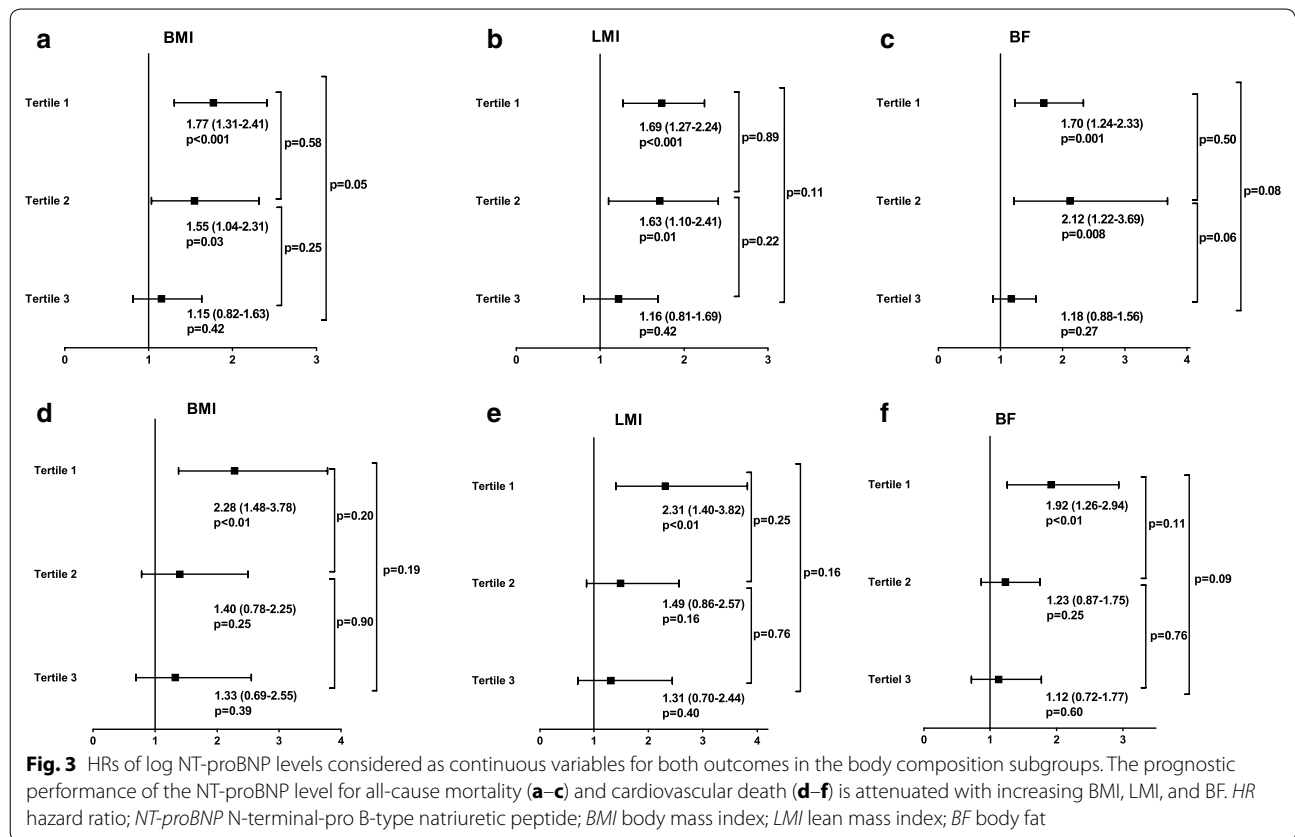 a
BMI
Tertile 1
1.77 (1.31-2.41)
p<0.001
p=0.58
p=0.05
Tertile 2
1.55 (1.04-2.31)
p=0.03
p=0.25
Tertile 3
1.15 (0.82-1.63)
p=0.42
0 1 2 3
b
LMI
Tertile 1
1.69 (1.27-2.24)
p<0.001
p=0.89
p=0.11
Tertile 2
1.63 (1.10-2.41)
p=0.01
p=0.22
Tertile 3
1.16 (0.81-1.69)
p=0.42
0 1 2 3
c
BF
Tertile 1
1.70 (1.24-2.33)
p=0.001
p=0.50
p=0.08
Tertile 2
2.12 (1.22-3.69)
p=0.008
p=0.06
Tertiel 3
1.18 (0.88-1.56)
p=0.27
0 1 2 3 4
d
BMI
Tertile 1
2.28 (1.48-3.78)
p<0.01
p=0.20
p=0.19
Tertile 2
1.40 (0.78-2.25)
p=0.25
p=0.90
Tertile 3
1.33 (0.69-2.55)
p=0.39
0 1 2 3 4
e
LMI
Tertile 1
2.31 (1.40-3.82)
p<0.01
p=0.25
p=0.16
Tertile 2
1.49 (0.86-2.57)
p=0.16
p=0.76
Tertile 3
1.31 (0.70-2.44)
p=0.40
0 1 2 3 4
f
BF
Tertile 1
1.92 (1.26-2.94)
p<0.01
p=0.11
p=0.09
Tertile 2
1.23 (0.87-1.75)
p=0.25
p=0.76
Tertiel 3
1.12 (0.72-1.77)
p=0.60
0 1 2 3
Fig. 3 HRs of log NT-proBNP levels considered as continuous variables for both outcomes in the body composition subgroups. The prognostic
performance of the NT-proBNP level for all-cause mortality (a–c) and cardiovascular death (d–f) is attenuated with increasing BMI, LMI, and BF. HR
hazard ratio; NT-proBNP N-terminal-pro B-type natriuretic peptide; BMI body mass index; LMI lean mass index; BF body fat